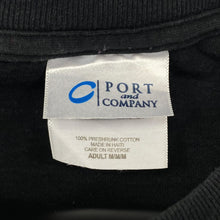 PORT
and
COMPANY
100% PRESHRUNK COTTON
MADE IN HAITI
CARE ON REVERSE
ADULT M/M/M